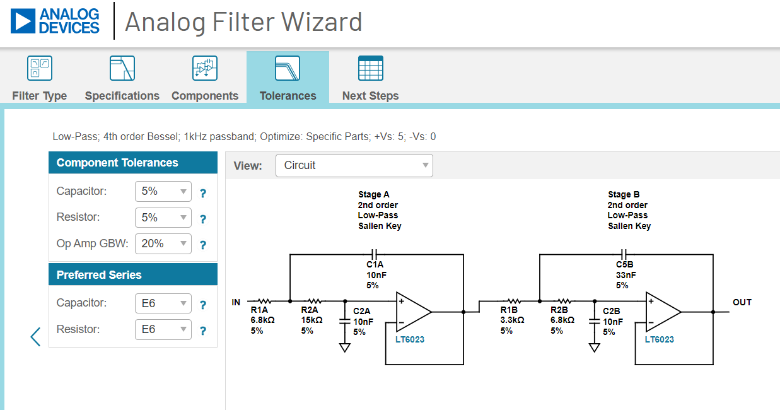 ANALOG DEVICES
Analog Filter Wizard
Filter Type Specifications Components Tolerances Next Steps
Low-Pass; 4th order Bessel; 1kHz passband; Optimize: Specific Parts; +Vs: 5; -Vs: 0
Component Tolerances
Capacitor: 5% ?
Resistor: 5% ?
Op Amp GBW: 20% ?
Preferred Series
Capacitor: E6 ?
Resistor: E6 ?
View: Circuit
Stage A
2nd order
Low-Pass
Sallen Key
C1A
10nF
5%
IN
R1A
6.8kΩ
5%
R2A
15kΩ
5%
C2A
10nF
5%
+
−
LT6023
Stage B
2nd order
Low-Pass
Sallen Key
C5B
33nF
5%
R1B
3.3kΩ
5%
R2B
6.8kΩ
5%
C2B
10nF
5%
+
−
LT6023
OUT